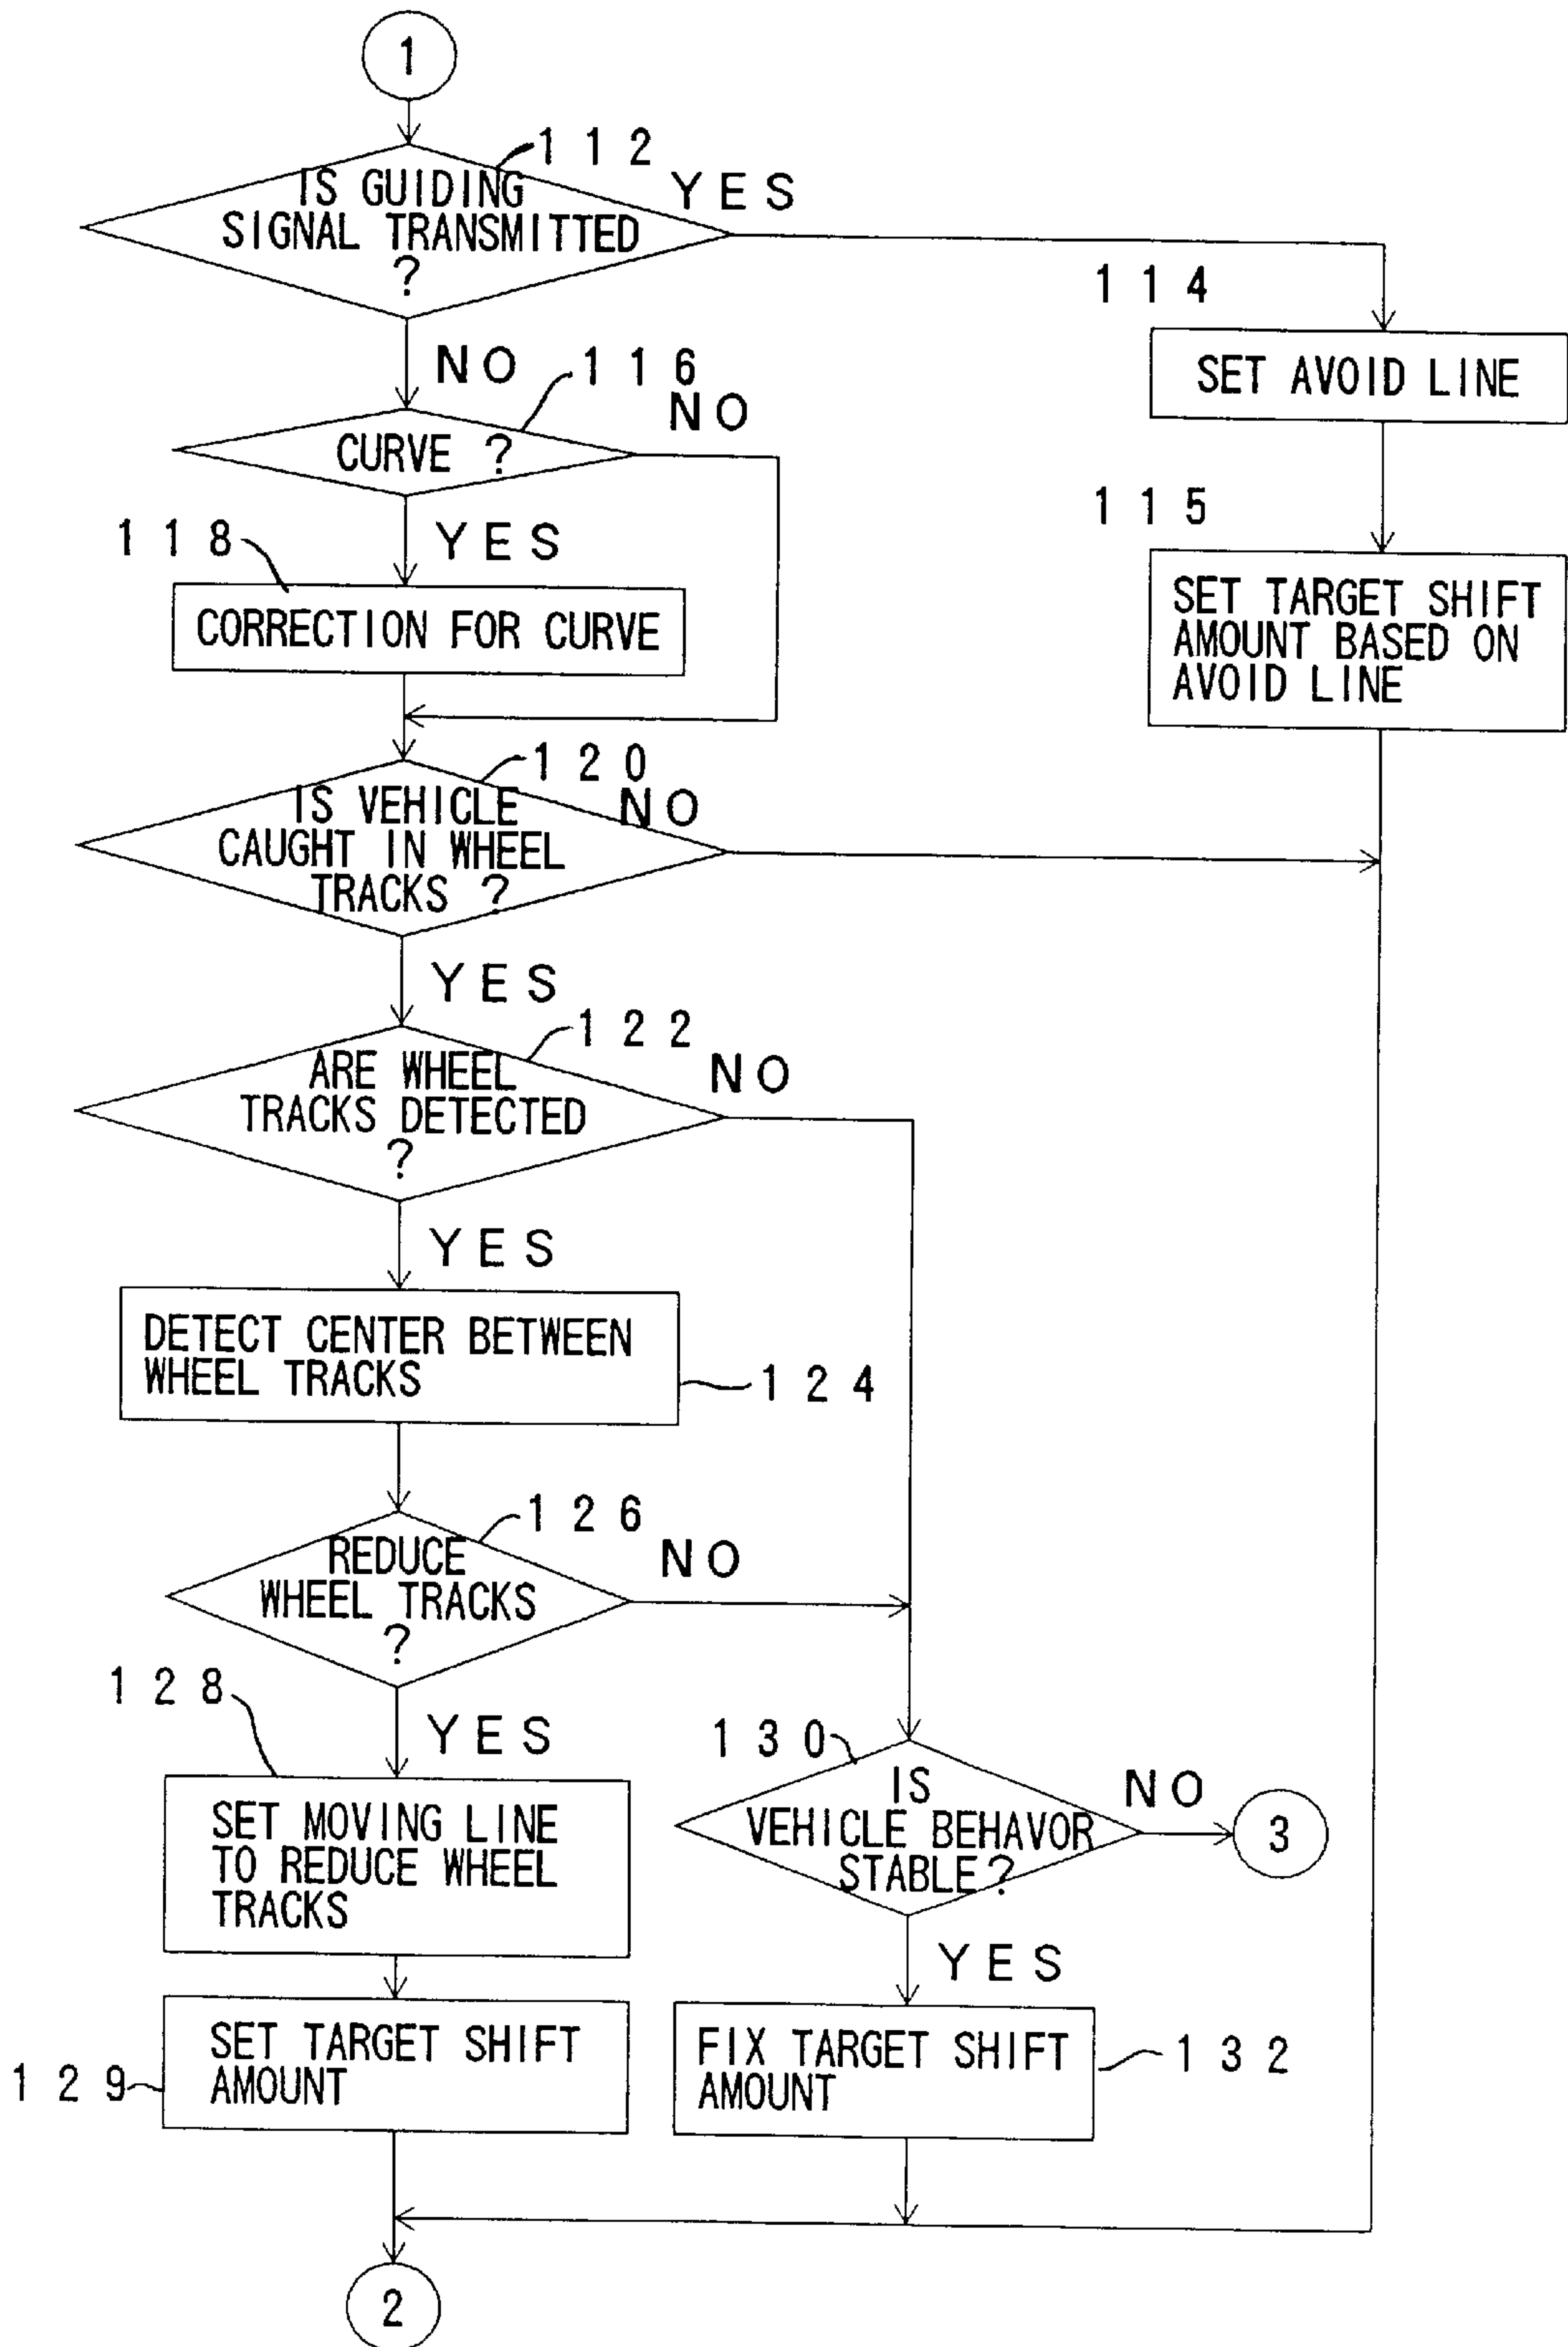 1
112
IS GUIDING
SIGNAL TRANSMITTED
?
YES
NO
114
SET AVOID LINE
116
NO
CURVE ?
YES
115
SET TARGET SHIFT
AMOUNT BASED ON
AVOID LINE
118
CORRECTION FOR CURVE
120
NO
IS VEHICLE
CAUGHT IN WHEEL
TRACKS ?
YES
122
NO
ARE WHEEL
TRACKS DETECTED
?
YES
DETECT CENTER BETWEEN
WHEEL TRACKS
124
126
NO
REDUCE
WHEEL TRACKS
?
YES
128
SET MOVING LINE
TO REDUCE WHEEL
TRACKS
130
IS
VEHICLE BEHAVOR
STABLE?
NO
3
YES
129
SET TARGET SHIFT
AMOUNT
FIX TARGET SHIFT
AMOUNT
132
2